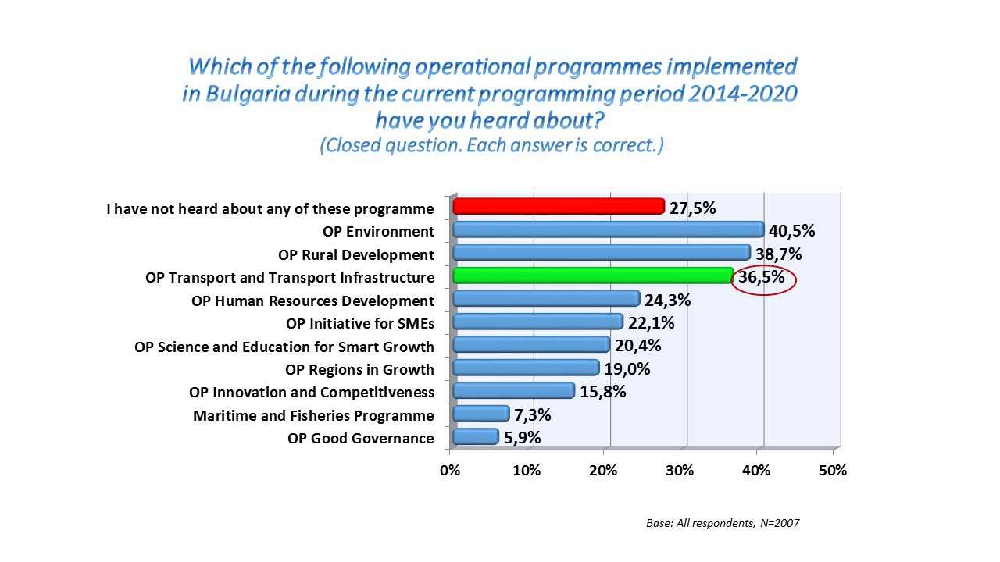 Which of the following operational programmes implemented
in Bulgaria during the current programming period 2014-2020
have you heard about?
(Closed question. Each answer is correct.)
I have not heard about any of these programme 27,5%
OP Environment 40,5%
OP Rural Development 38,7%
OP Transport and Transport Infrastructure 36,5%
OP Human Resources Development 24,3%
OP Initiative for SMEs 22,1%
OP Science and Education for Smart Growth 20,4%
OP Regions in Growth 19,0%
OP Innovation and Competitiveness 15,8%
Maritime and Fisheries Programme 7,3%
OP Good Governance 5,9%
0% 10% 20% 30% 40% 50%
Base: All respondents, N=2007